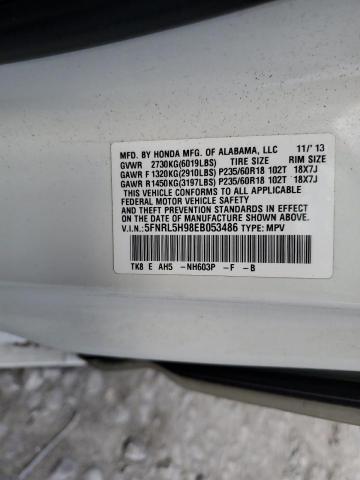 MFD. BY HONDA MFG. OF ALABAMA, LLC 11/'13
GVWR 2730KG(6019LBS) TIRE SIZE RIM SIZE
GAWR F 1320KG(2910LBS) P235/60R18 102T 18X7J
GAWR R1450KG(3197LBS) P235/60R18 102T 18X7J
THIS VEHICLE CONFORMS TO ALL APPLICABLE
FEDERAL MOTOR VEHICLE SAFETY
AND THEFT PREVENTION STANDARDS IN EFFECT ON THE
DATE OF MANUFACTURE SHOWN ABOVE.
V.I.N.: 5FNRL5H98EB053486 TYPE: MPV
TK8 E AH5 -NH603P -F -B